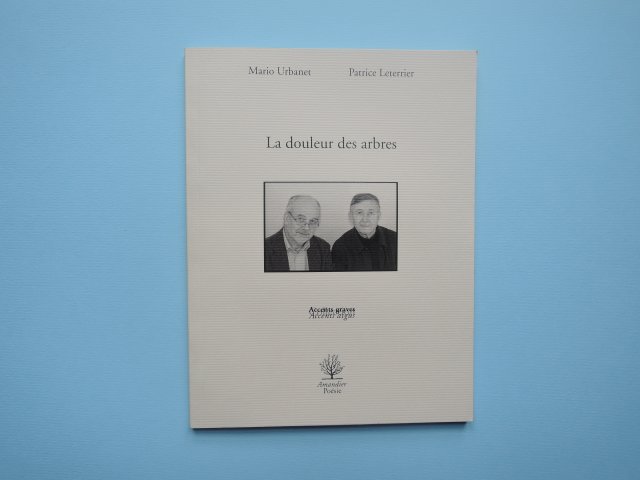 Mario Urbanet Patrice Leterrier
La douleur des arbres
Accents graves
Accents aigus
Amandier
Poésie